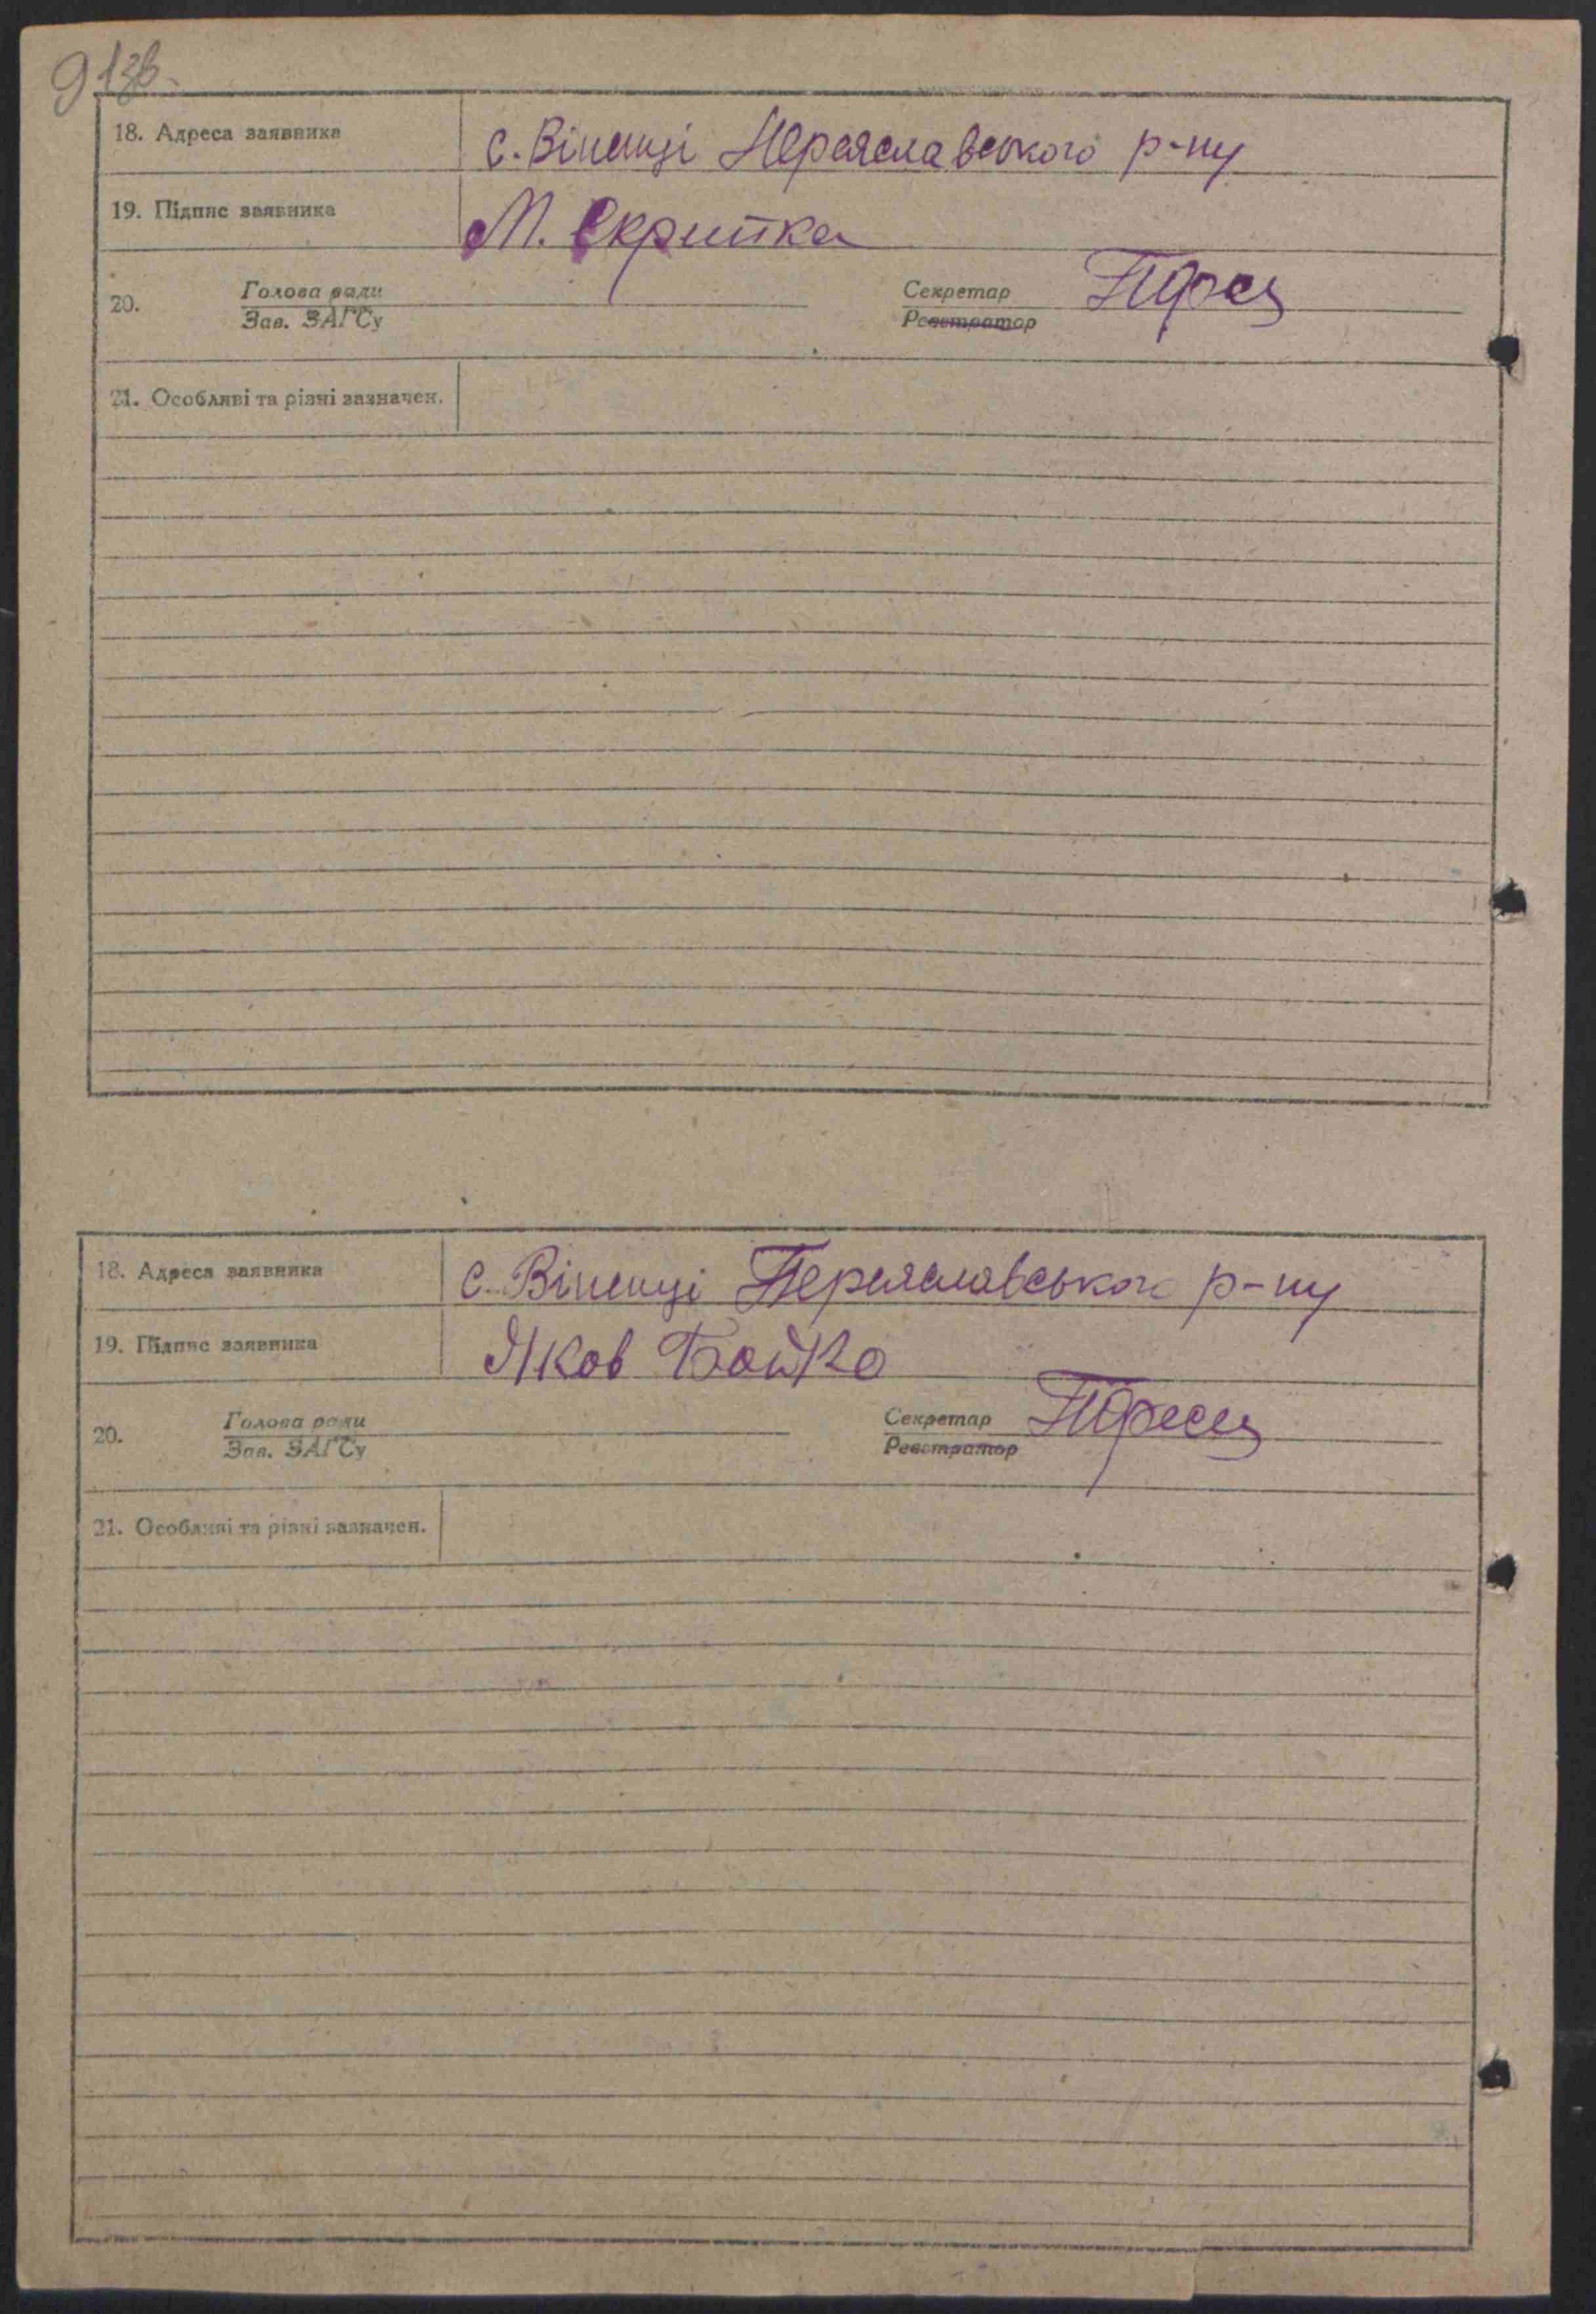 91зв.
18. Адреса заявника с. Віненці Переяславського р-ну
19. Підпис заявника М. Скрипка
20. Голова ради Секретар
Зав. ЗАГСу Реєстратор
21. Особливі та різні зазначен.
18. Адреса заявника с. Віненці Переяславського р-ну
19. Підпис заявника Яков Бойко
20. Голова ради Секретар
Зав. ЗАГСу Реєстратор
21. Особливі та різні зазначен.